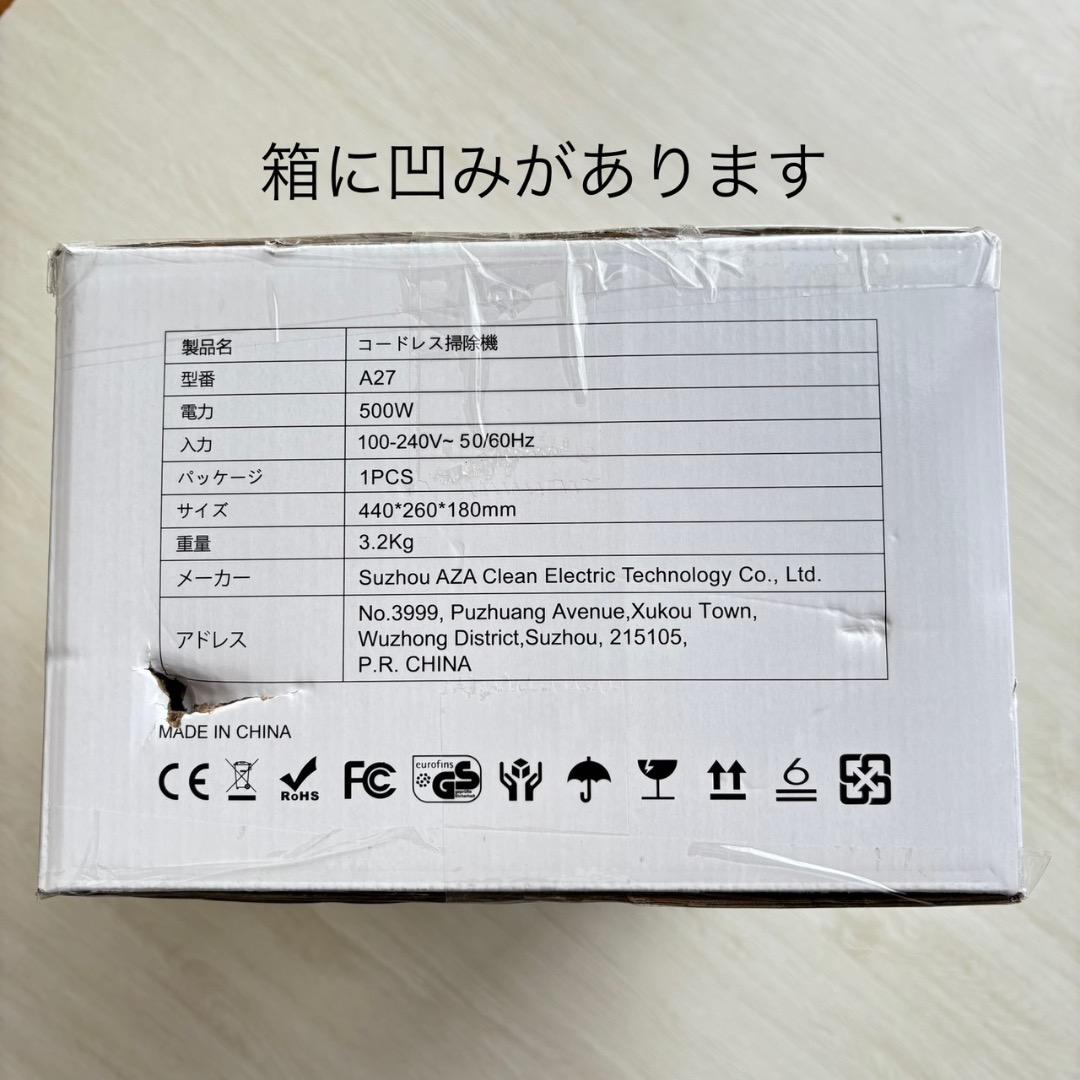 箱に凹みがあります
製品名 コードレス掃除機
型番 A27
電力 500W
入力 100-240V~ 50/60Hz
パッケージ 1PCS
サイズ 440*260*180mm
重量 3.2Kg
メーカー Suzhou AZA Clean Electric Technology Co., Ltd.
アドレス No.3999, Puzhuang Avenue,Xukou Town,
Wuzhong District,Suzhou, 215105,
P.R. CHINA
MADE IN CHINA
CE RoHS FC eurofins GS 6